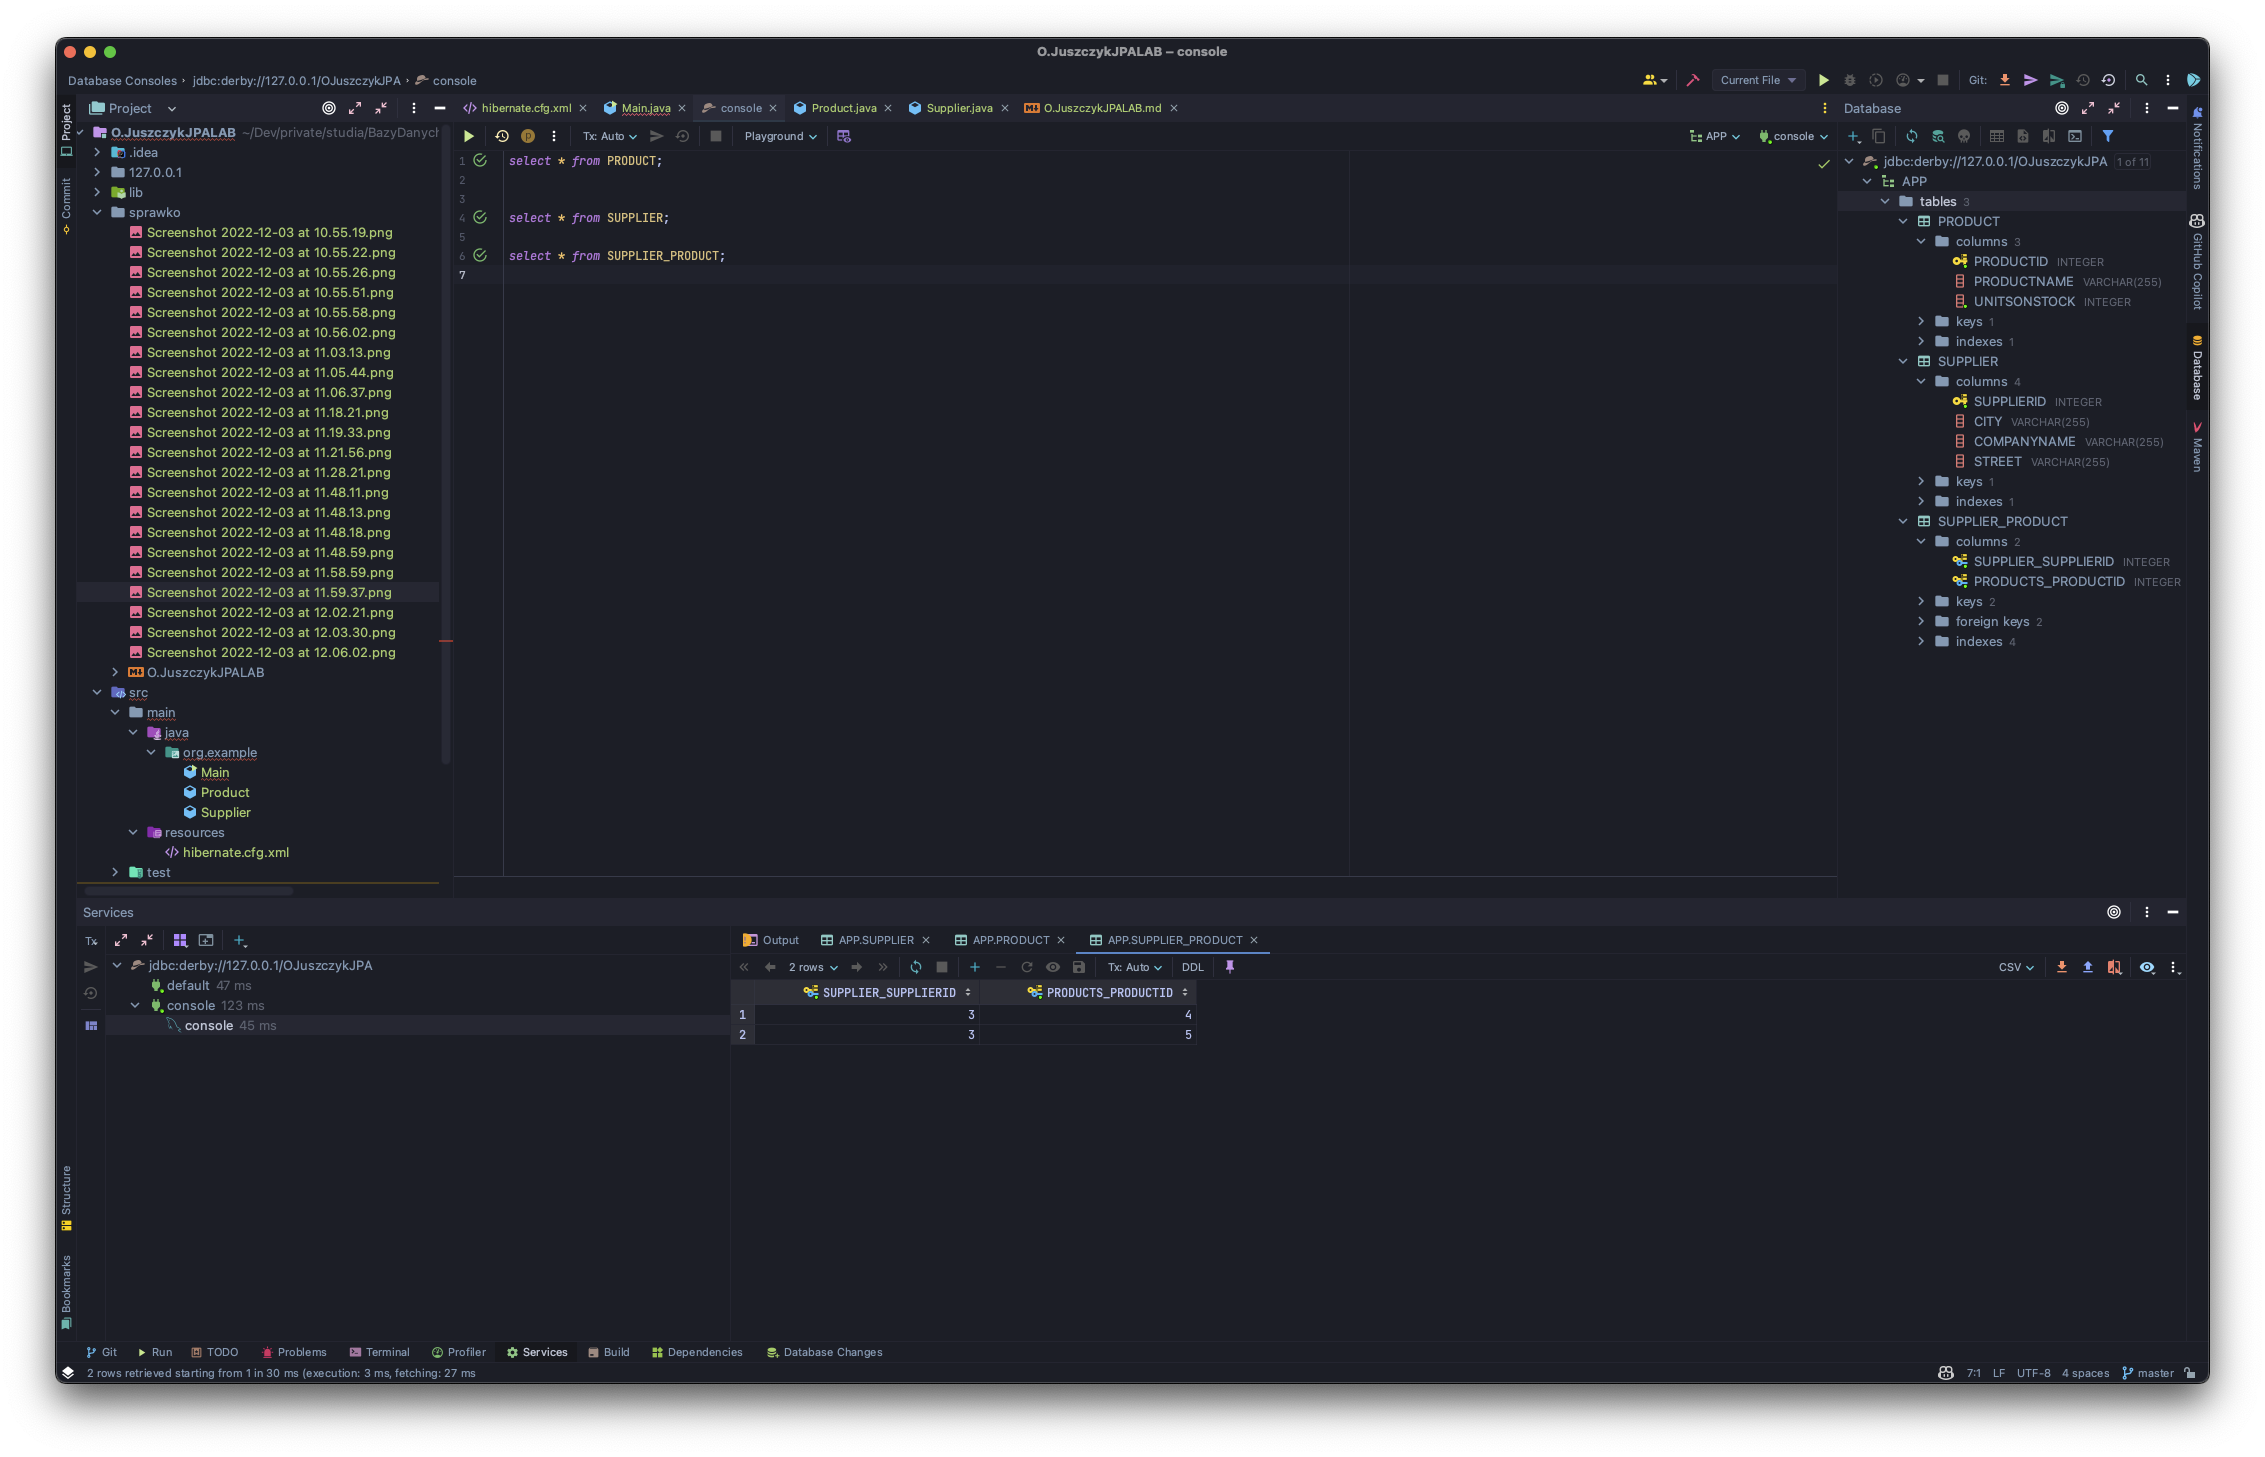 O.JuszczykJPALAB – console
Database Consoles › jdbc:derby://127.0.0.1/OJuszczykJPA › console
Current File
Git:
Project
hibernate.cfg.xml
Main.java
console
Product.java
Supplier.java
O.JuszczykJPALAB.md
Database
Project
Commit
Structure
Bookmarks
O.JuszczykJPALAB ~/Dev/private/studia/BazyDanych
.idea
127.0.0.1
lib
sprawko
Screenshot 2022-12-03 at 10.55.19.png
Screenshot 2022-12-03 at 10.55.22.png
Screenshot 2022-12-03 at 10.55.26.png
Screenshot 2022-12-03 at 10.55.51.png
Screenshot 2022-12-03 at 10.55.58.png
Screenshot 2022-12-03 at 10.56.02.png
Screenshot 2022-12-03 at 11.03.13.png
Screenshot 2022-12-03 at 11.05.44.png
Screenshot 2022-12-03 at 11.06.37.png
Screenshot 2022-12-03 at 11.18.21.png
Screenshot 2022-12-03 at 11.19.33.png
Screenshot 2022-12-03 at 11.21.56.png
Screenshot 2022-12-03 at 11.28.21.png
Screenshot 2022-12-03 at 11.48.11.png
Screenshot 2022-12-03 at 11.48.13.png
Screenshot 2022-12-03 at 11.48.18.png
Screenshot 2022-12-03 at 11.48.59.png
Screenshot 2022-12-03 at 11.58.59.png
Screenshot 2022-12-03 at 11.59.37.png
Screenshot 2022-12-03 at 12.02.21.png
Screenshot 2022-12-03 at 12.03.30.png
Screenshot 2022-12-03 at 12.06.02.png
O.JuszczykJPALAB
src
main
java
org.example
Main
Product
Supplier
resources
hibernate.cfg.xml
test
Tx: Auto
Playground
APP
console
1 select * from PRODUCT;
2
3
4 select * from SUPPLIER;
5
6 select * from SUPPLIER_PRODUCT;
7
jdbc:derby://127.0.0.1/OJuszczykJPA 1 of 11
APP
tables 3
PRODUCT
columns 3
PRODUCTID INTEGER
PRODUCTNAME VARCHAR(255)
UNITSONSTOCK INTEGER
keys 1
indexes 1
SUPPLIER
columns 4
SUPPLIERID INTEGER
CITY VARCHAR(255)
COMPANYNAME VARCHAR(255)
STREET VARCHAR(255)
keys 1
indexes 1
SUPPLIER_PRODUCT
columns 2
SUPPLIER_SUPPLIERID INTEGER
PRODUCTS_PRODUCTID INTEGER
keys 2
foreign keys 2
indexes 4
Notifications
GitHub Copilot
Database
Maven
Services
Tx
jdbc:derby://127.0.0.1/OJuszczykJPA
default 47 ms
console 123 ms
console 45 ms
Output
APP.SUPPLIER
APP.PRODUCT
APP.SUPPLIER_PRODUCT
2 rows
Tx: Auto
DDL
CSV
SUPPLIER_SUPPLIERID
PRODUCTS_PRODUCTID
1 3 4
2 3 5
Git
Run
TODO
Problems
Terminal
Profiler
Services
Build
Dependencies
Database Changes
2 rows retrieved starting from 1 in 30 ms (execution: 3 ms, fetching: 27 ms
7:1
LF
UTF-8
4 spaces
master